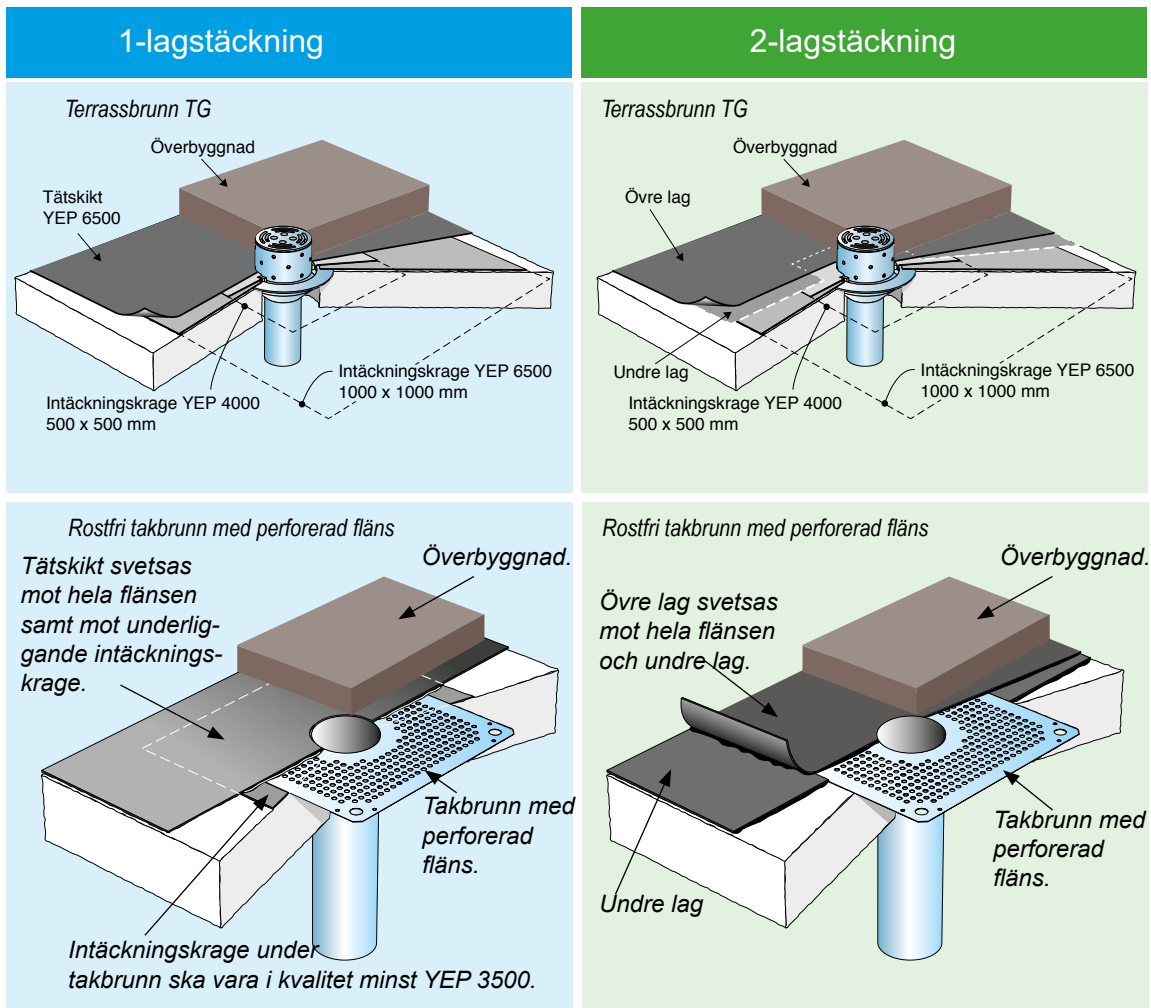 1-lagstäckning
2-lagstäckning
Terrassbrunn TG
Överbyggnad
Tätskikt
YEP 6500
Intäckningskrage YEP 6500
1000 x 1000 mm
Intäckningskrage YEP 4000
500 x 500 mm
Terrassbrunn TG
Överbyggnad
Övre lag
Undre lag
Intäckningskrage YEP 6500
1000 x 1000 mm
Intäckningskrage YEP 4000
500 x 500 mm
Rostfri takbrunn med perforerad fläns
Överbyggnad.
Tätskikt svetsas
mot hela flänsen
samt mot underlig-
gande intäcknings-
krage.
Takbrunn med
perforerad
fläns.
Intäckningskrage under
takbrunn ska vara i kvalitet minst YEP 3500.
Rostfri takbrunn med perforerad fläns
Överbyggnad.
Övre lag svetsas
mot hela flänsen
och undre lag.
Takbrunn med
perforerad
fläns.
Undre lag